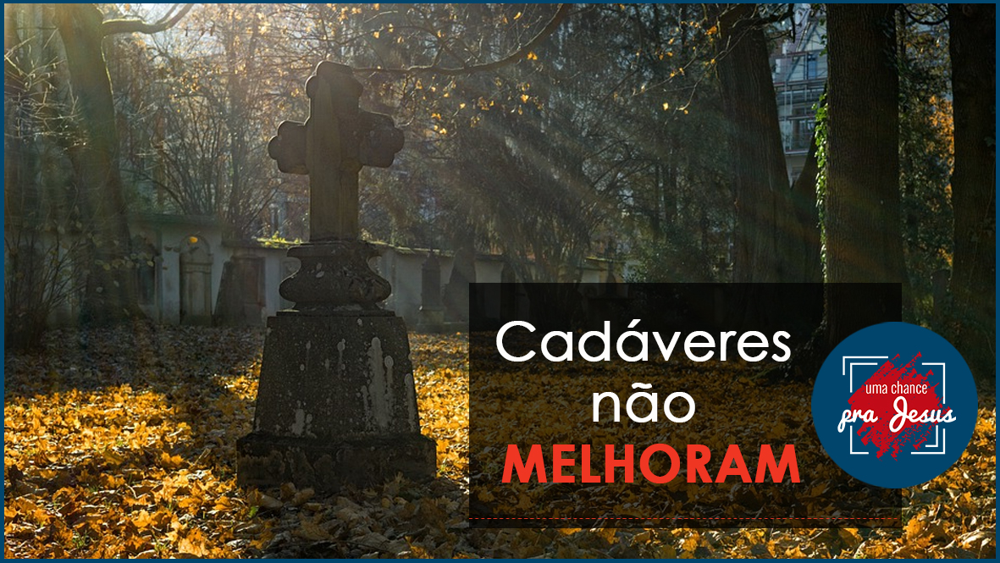 Cadáveres
não
MELHORAM
uma chance
pra Jesus